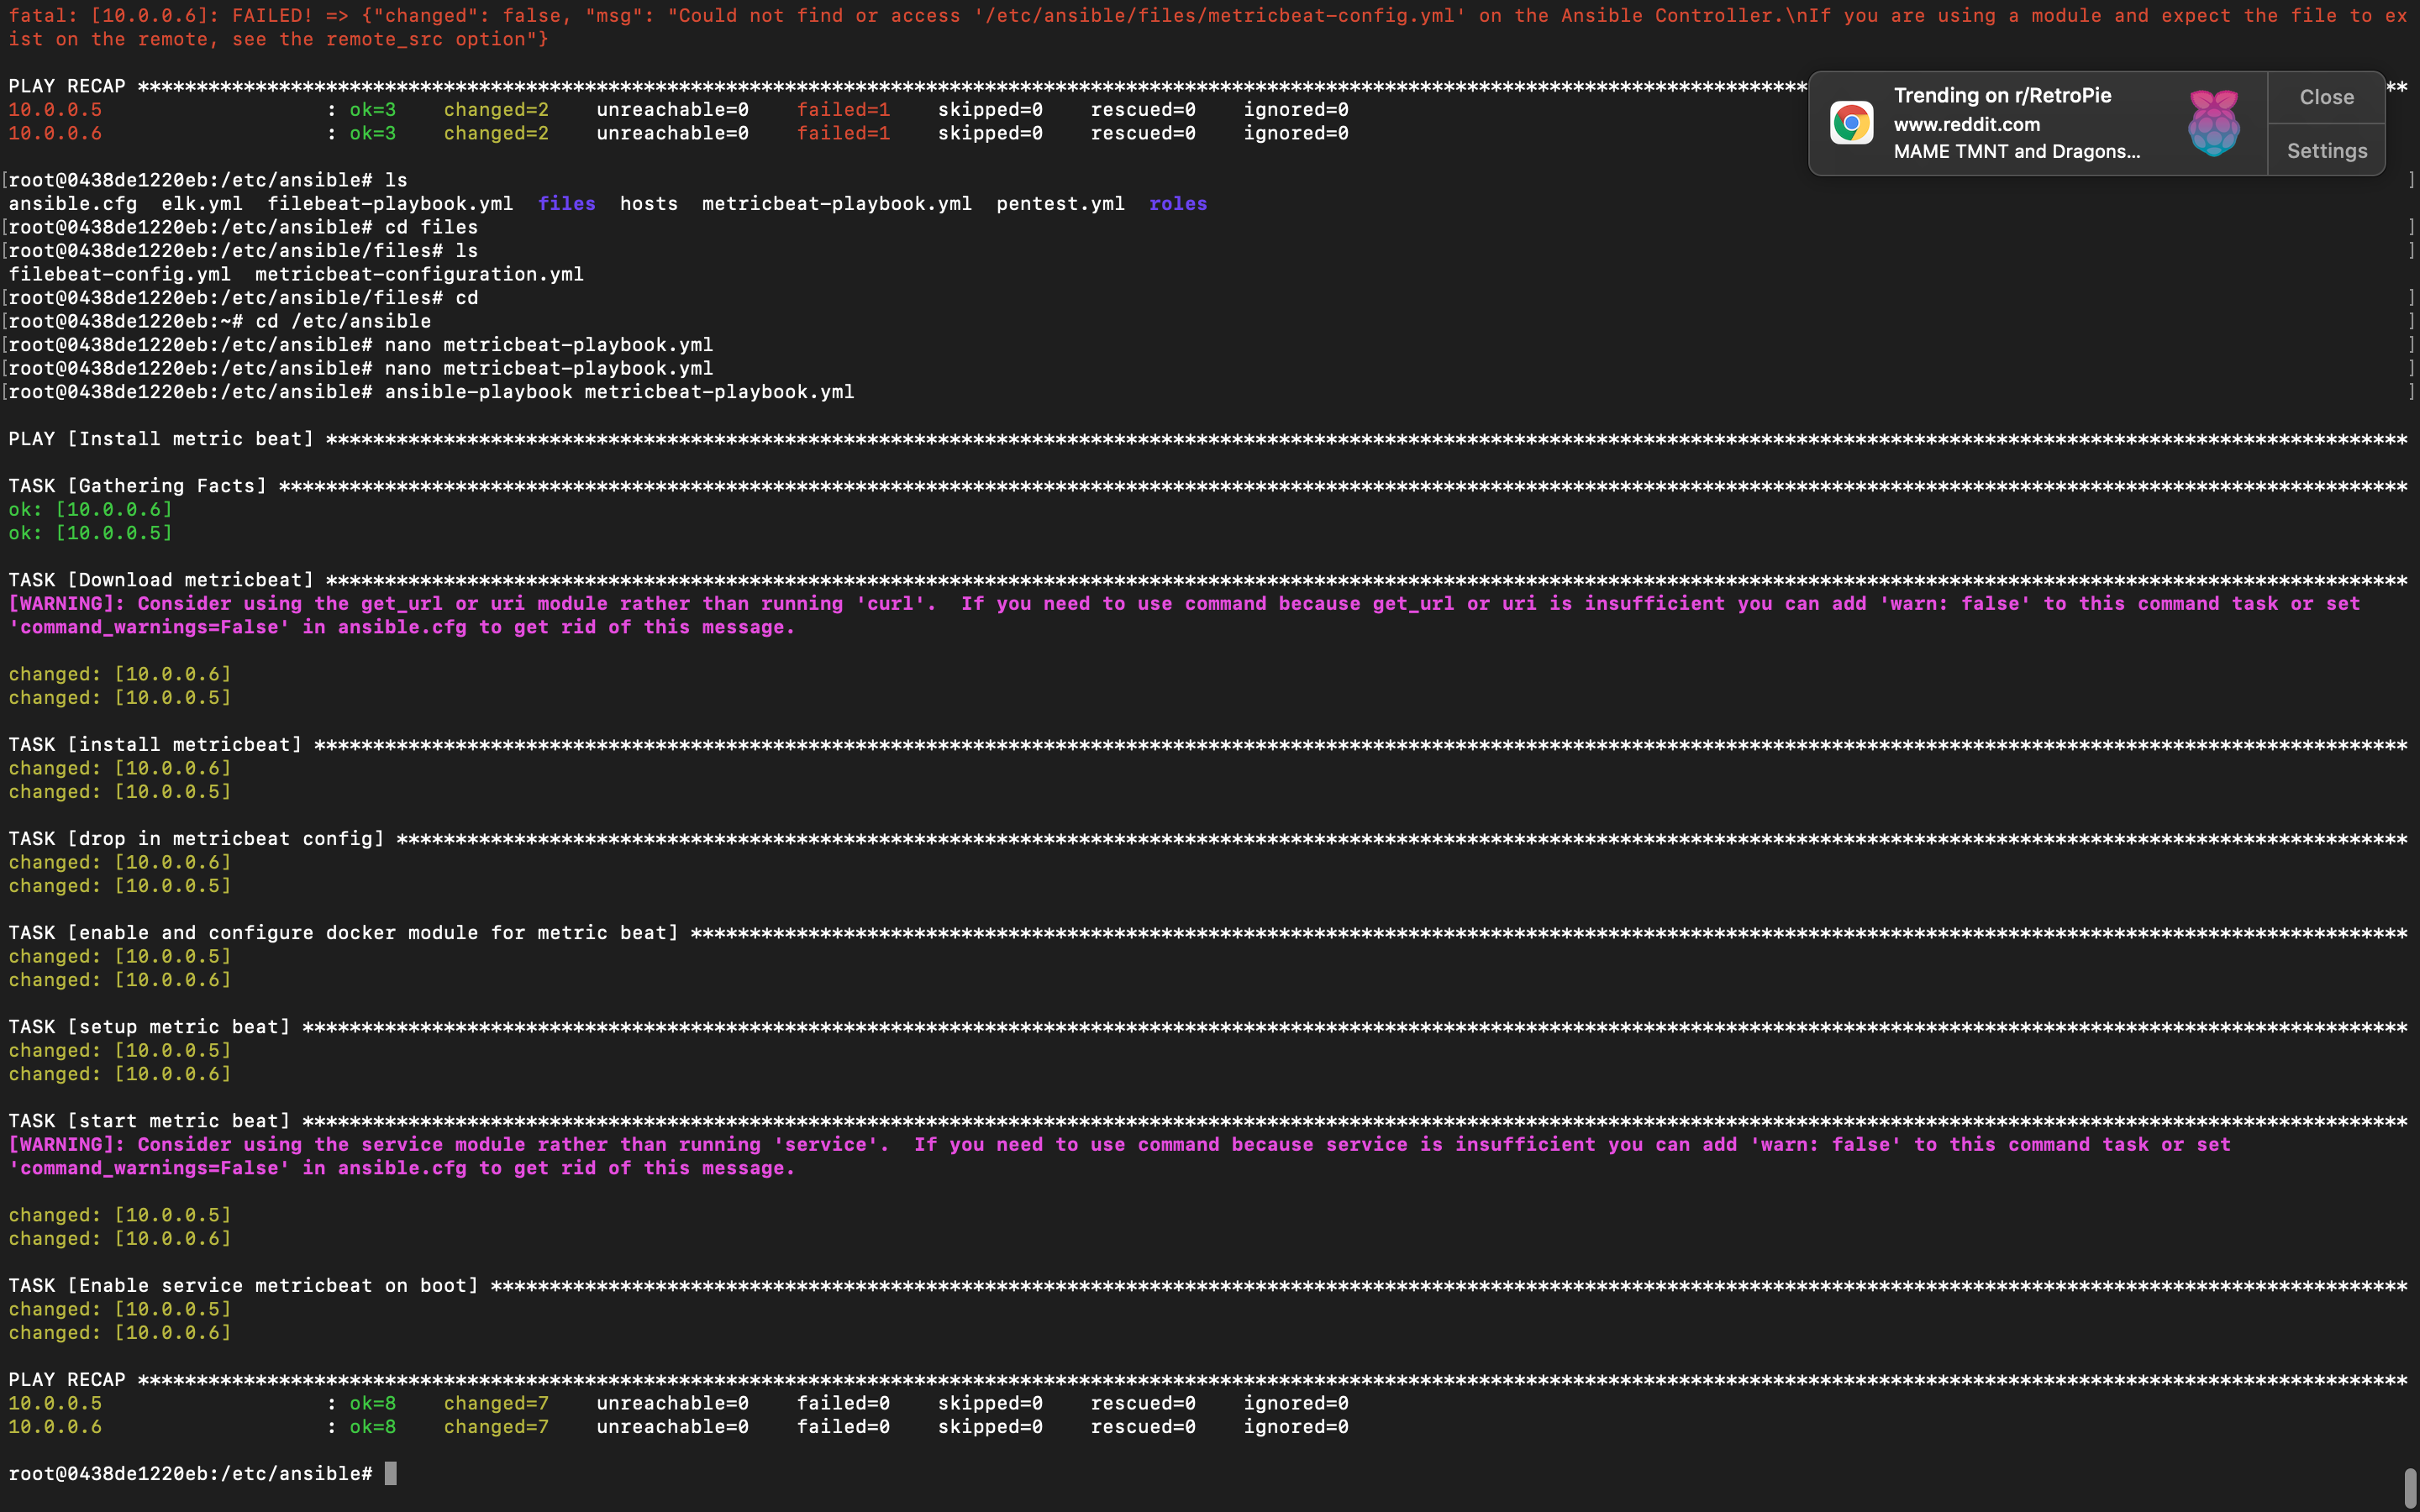 fatal: [10.0.0.6]: FAILED! => {"changed": false, "msg": "Could not find or access '/etc/ansible/files/metricbeat-config.yml' on the Ansible Controller.\nIf you are using a module and expect the file to ex
ist on the remote, see the remote_src option"}
PLAY RECAP *********************************************************************************************************************************************
10.0.0.5                   : ok=3    changed=2    unreachable=0    failed=1    skipped=0    rescued=0    ignored=0
10.0.0.6                   : ok=3    changed=2    unreachable=0    failed=1    skipped=0    rescued=0    ignored=0
Trending on r/RetroPie
www.reddit.com
MAME TMNT and Dragons...
Close
Settings
[root@0438de1220eb:/etc/ansible# ls ]
ansible.cfg  elk.yml  filebeat-playbook.yml  files  hosts  metricbeat-playbook.yml  pentest.yml  roles
[root@0438de1220eb:/etc/ansible# cd files ]
[root@0438de1220eb:/etc/ansible/files# ls ]
filebeat-config.yml  metricbeat-configuration.yml
[root@0438de1220eb:/etc/ansible/files# cd ]
[root@0438de1220eb:~# cd /etc/ansible ]
[root@0438de1220eb:/etc/ansible# nano metricbeat-playbook.yml ]
[root@0438de1220eb:/etc/ansible# nano metricbeat-playbook.yml ]
[root@0438de1220eb:/etc/ansible# ansible-playbook metricbeat-playbook.yml ]
PLAY [Install metric beat] *********************************************************************************************************************************************
TASK [Gathering Facts] *********************************************************************************************************************************************
ok: [10.0.0.6]
ok: [10.0.0.5]
TASK [Download metricbeat] *********************************************************************************************************************************************
[WARNING]: Consider using the get_url or uri module rather than running 'curl'.  If you need to use command because get_url or uri is insufficient you can add 'warn: false' to this command task or set
'command_warnings=False' in ansible.cfg to get rid of this message.
changed: [10.0.0.6]
changed: [10.0.0.5]
TASK [install metricbeat] *********************************************************************************************************************************************
changed: [10.0.0.6]
changed: [10.0.0.5]
TASK [drop in metricbeat config] *********************************************************************************************************************************************
changed: [10.0.0.6]
changed: [10.0.0.5]
TASK [enable and configure docker module for metric beat] *********************************************************************************************************************************************
changed: [10.0.0.5]
changed: [10.0.0.6]
TASK [setup metric beat] *********************************************************************************************************************************************
changed: [10.0.0.5]
changed: [10.0.0.6]
TASK [start metric beat] *********************************************************************************************************************************************
[WARNING]: Consider using the service module rather than running 'service'.  If you need to use command because service is insufficient you can add 'warn: false' to this command task or set
'command_warnings=False' in ansible.cfg to get rid of this message.
changed: [10.0.0.5]
changed: [10.0.0.6]
TASK [Enable service metricbeat on boot] *********************************************************************************************************************************************
changed: [10.0.0.5]
changed: [10.0.0.6]
PLAY RECAP *********************************************************************************************************************************************
10.0.0.5                   : ok=8    changed=7    unreachable=0    failed=0    skipped=0    rescued=0    ignored=0
10.0.0.6                   : ok=8    changed=7    unreachable=0    failed=0    skipped=0    rescued=0    ignored=0
root@0438de1220eb:/etc/ansible#